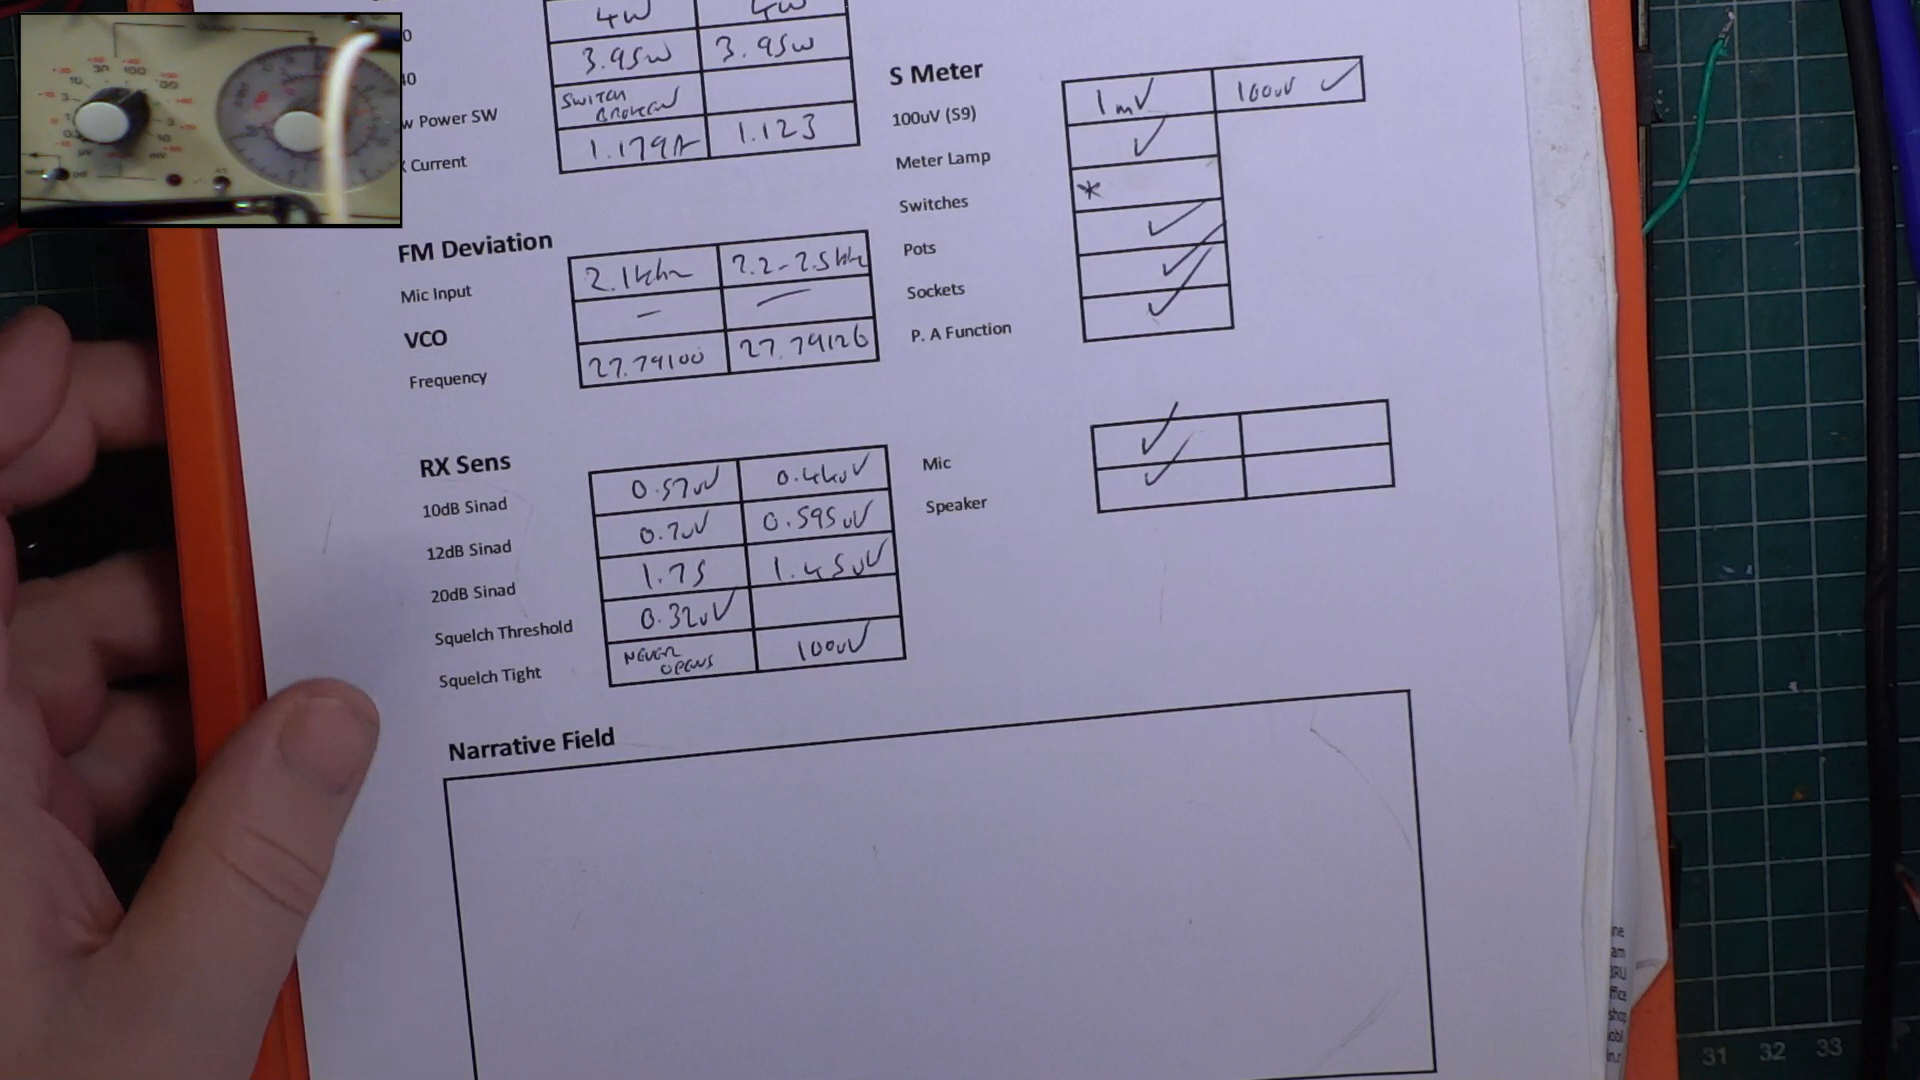 4W 4W
0
3.95W 3.95W
40
SWITCH BROKEN
w Power SW
1.179A 1.123
Current
S Meter
1mV 100uV ✓
100uV (S9)
✓
Meter Lamp
*
Switches
✓
Pots
✓
Sockets
✓
P. A Function
FM Deviation
2.1khz 2.2-2.5khz
Mic Input
- -
VCO
27.79100 27.79126
Frequency
RX Sens
0.57uV 0.44uV
10dB Sinad
0.7uV 0.595uV
12dB Sinad
1.75 1.45uV
20dB Sinad
0.32uV
Squelch Threshold
NEVER OPENS 100uV
Squelch Tight
✓
Mic
✓
Speaker
Narrative Field
31 32 33